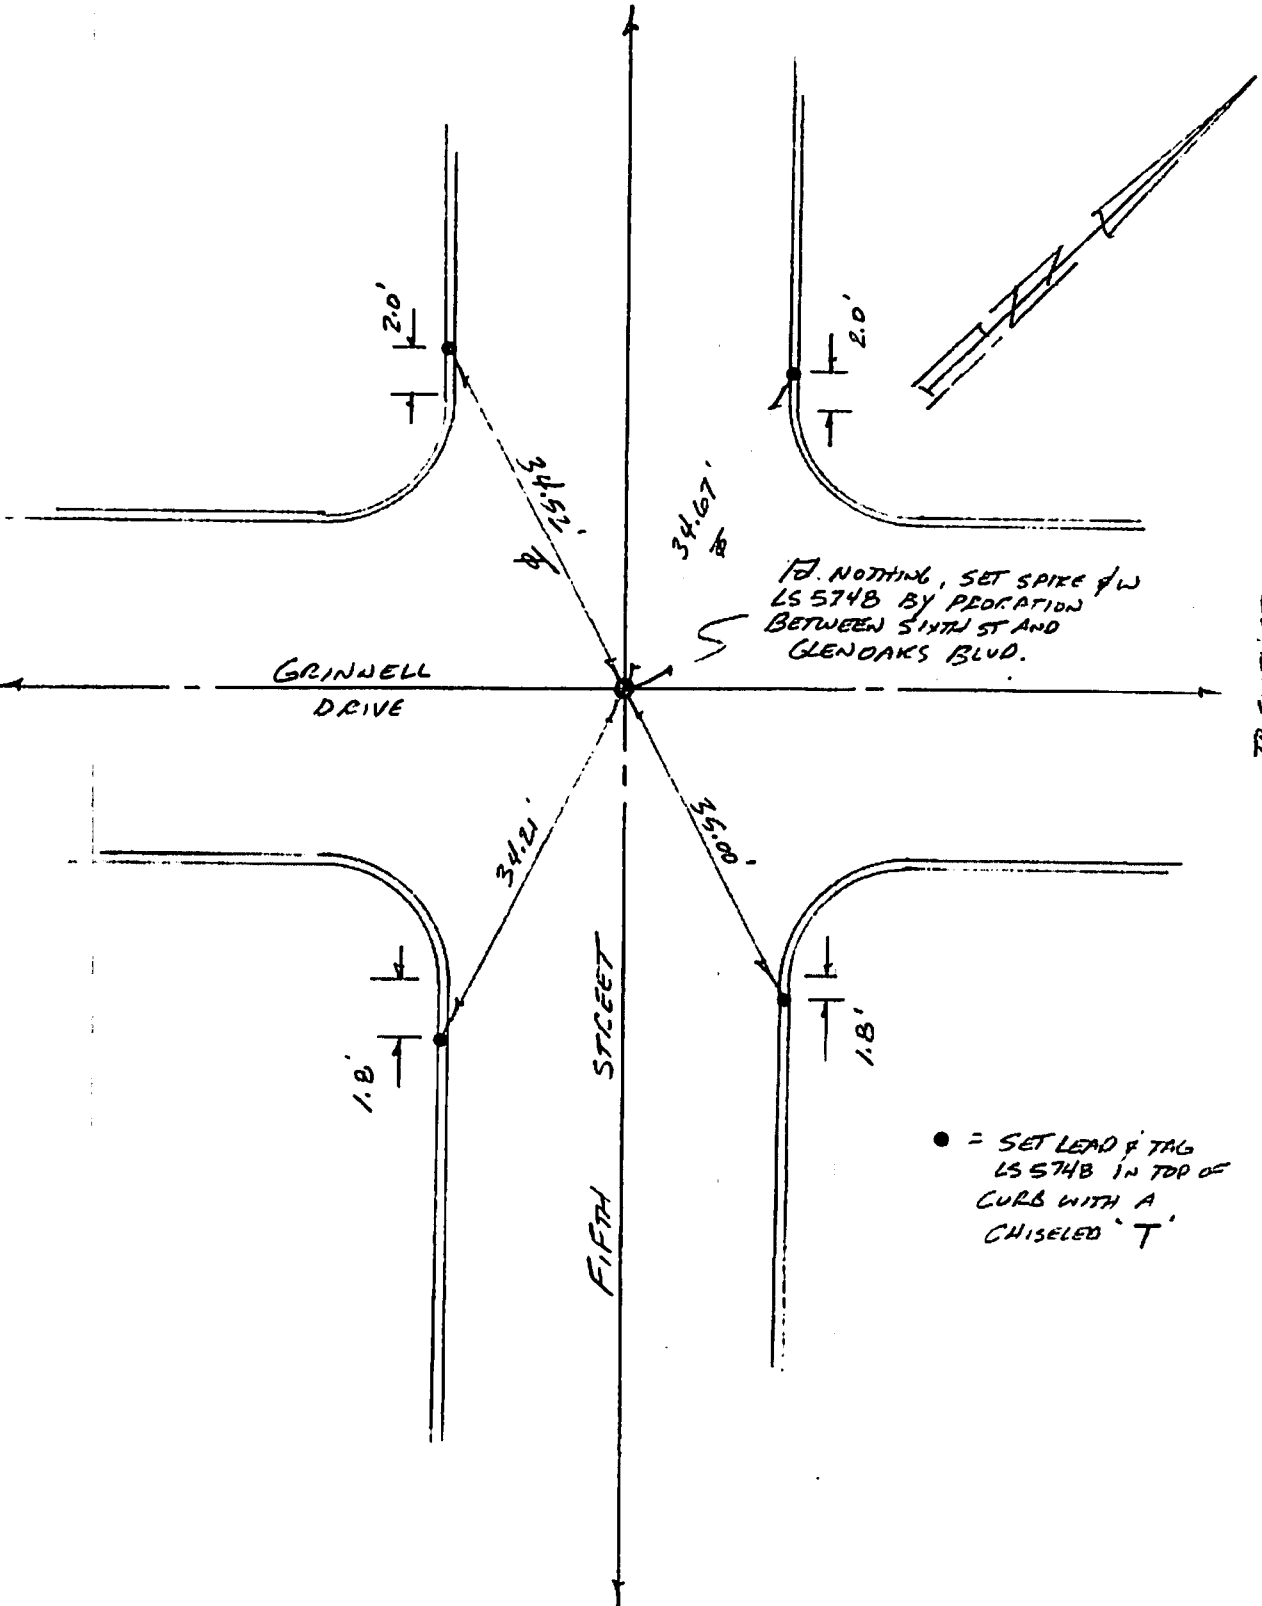 2.0'
2.0'
34.52'
34.67'
FD. NOTHING, SET SPIKE & W
LS 5748 BY PRORATION
BETWEEN SIXTH ST AND
GLENOAKS BLVD.
GRINNELL
DRIVE
34.21'
35.00'
1.8'
1.8'
FIFTH STREET
● = SET LEAD & TAG
LS 5748 IN TOP OF
CURB WITH A
CHISELED 'T'